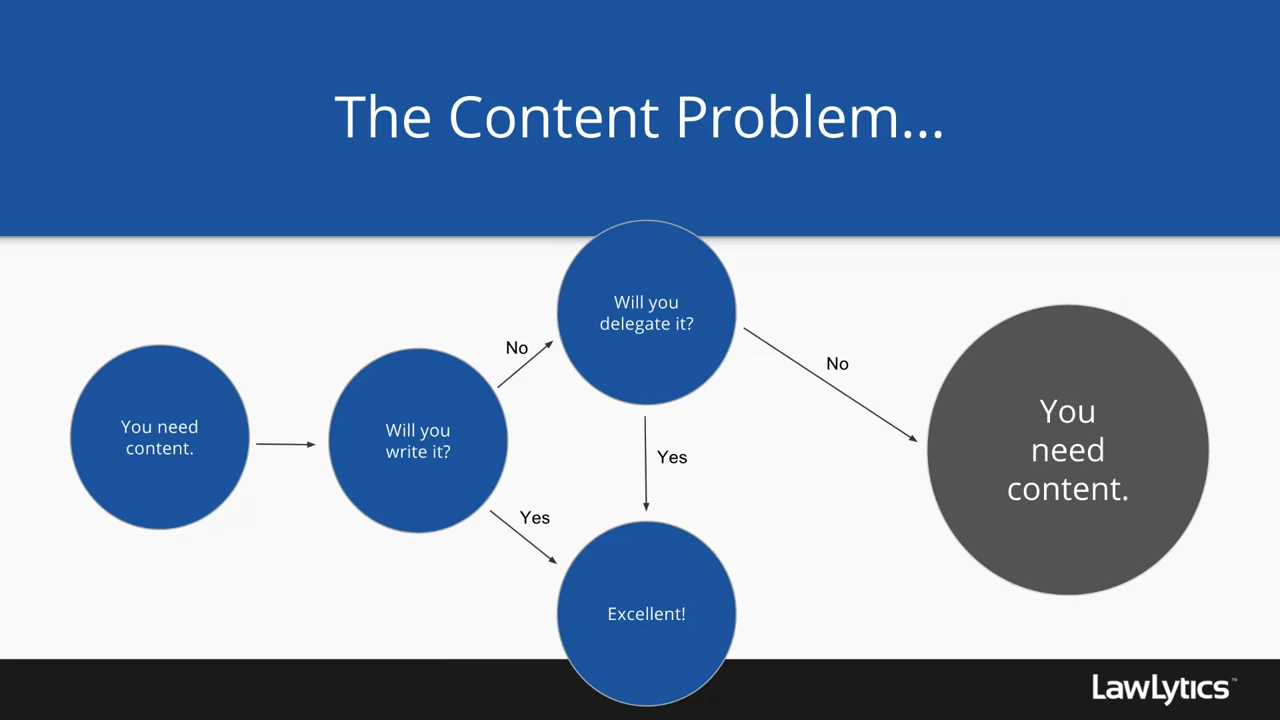 The Content Problem...
You need
content.
Will you
write it?
No
Yes
Will you
delegate it?
Yes
Excellent!
No
You
need
content.
LawLytics™